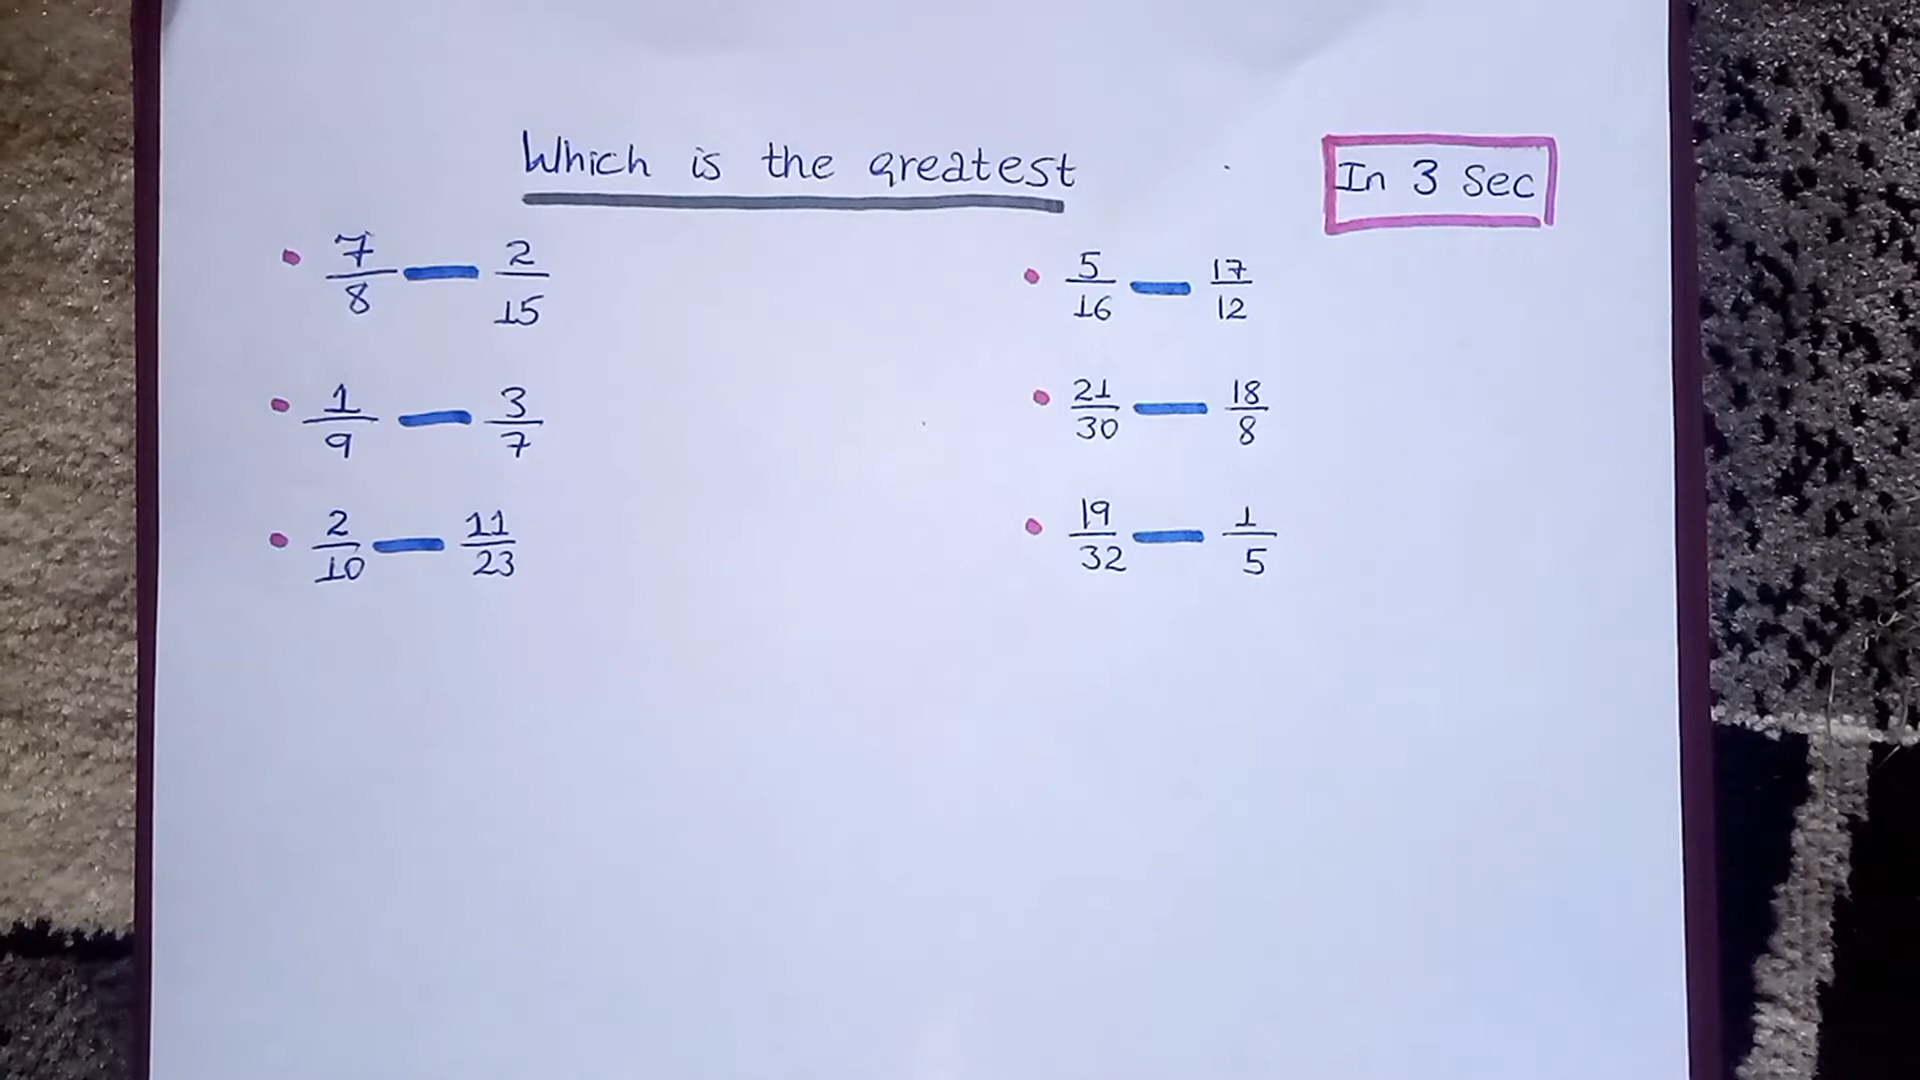 Which is the greatest
In 3 Sec
7/8 — 2/15
5/16 — 17/12
1/9 — 3/7
21/30 — 18/8
2/10 — 11/23
19/32 — 1/5